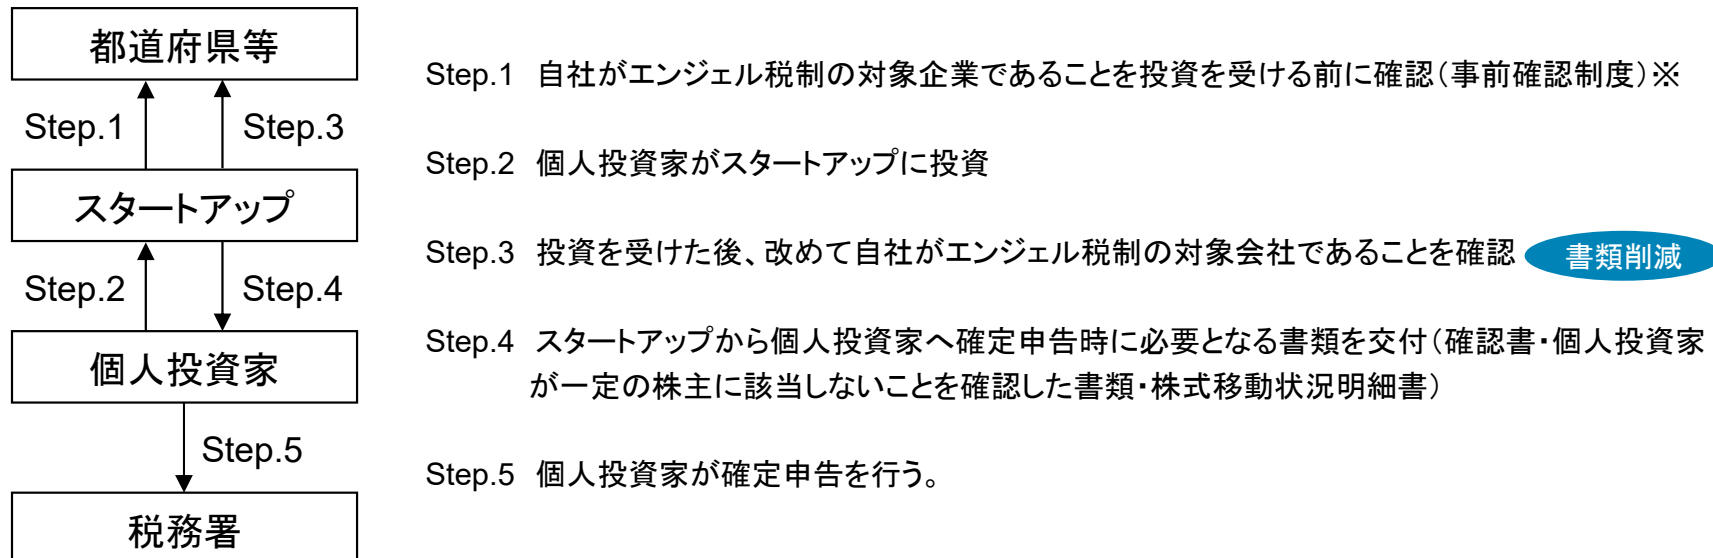 都道府県等
Step.1
Step.3
スタートアップ
Step.2
Step.4
個人投資家
Step.5
税務署
Step.1 自社がエンジェル税制の対象企業であることを投資を受ける前に確認(事前確認制度)※
Step.2 個人投資家がスタートアップに投資
Step.3 投資を受けた後、改めて自社がエンジェル税制の対象会社であることを確認 書類削減
Step.4 スタートアップから個人投資家へ確定申告時に必要となる書類を交付(確認書・個人投資家
が一定の株主に該当しないことを確認した書類・株式移動状況明細書)
Step.5 個人投資家が確定申告を行う。